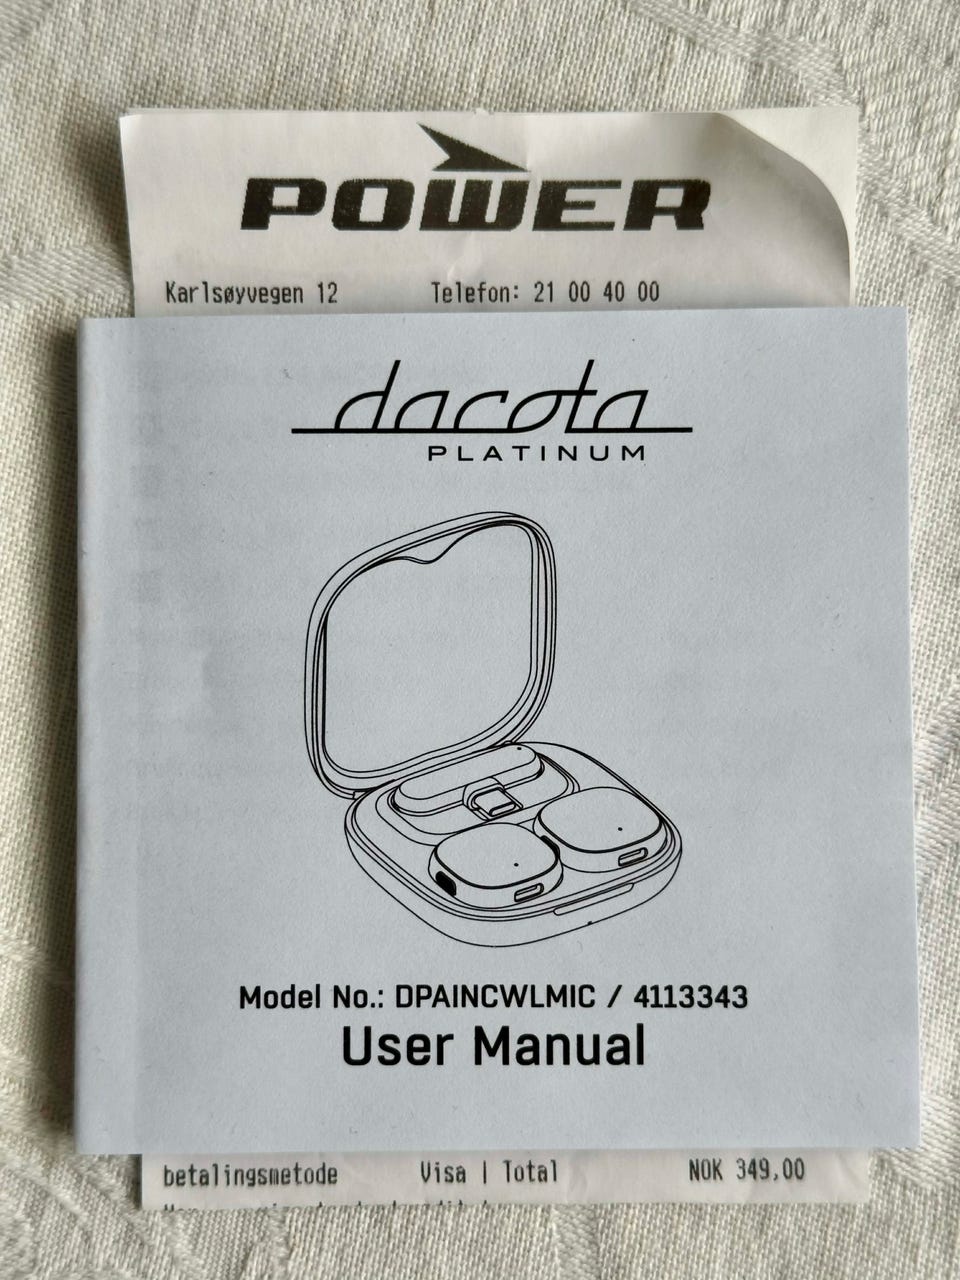 POWER
Karlsøyvegen 12 Telefon: 21 00 40 00
dacota
PLATINUM
Model No.: DPAINCWLMIC / 4113343
User Manual
betalingsmetode Visa | Total NOK 349,00